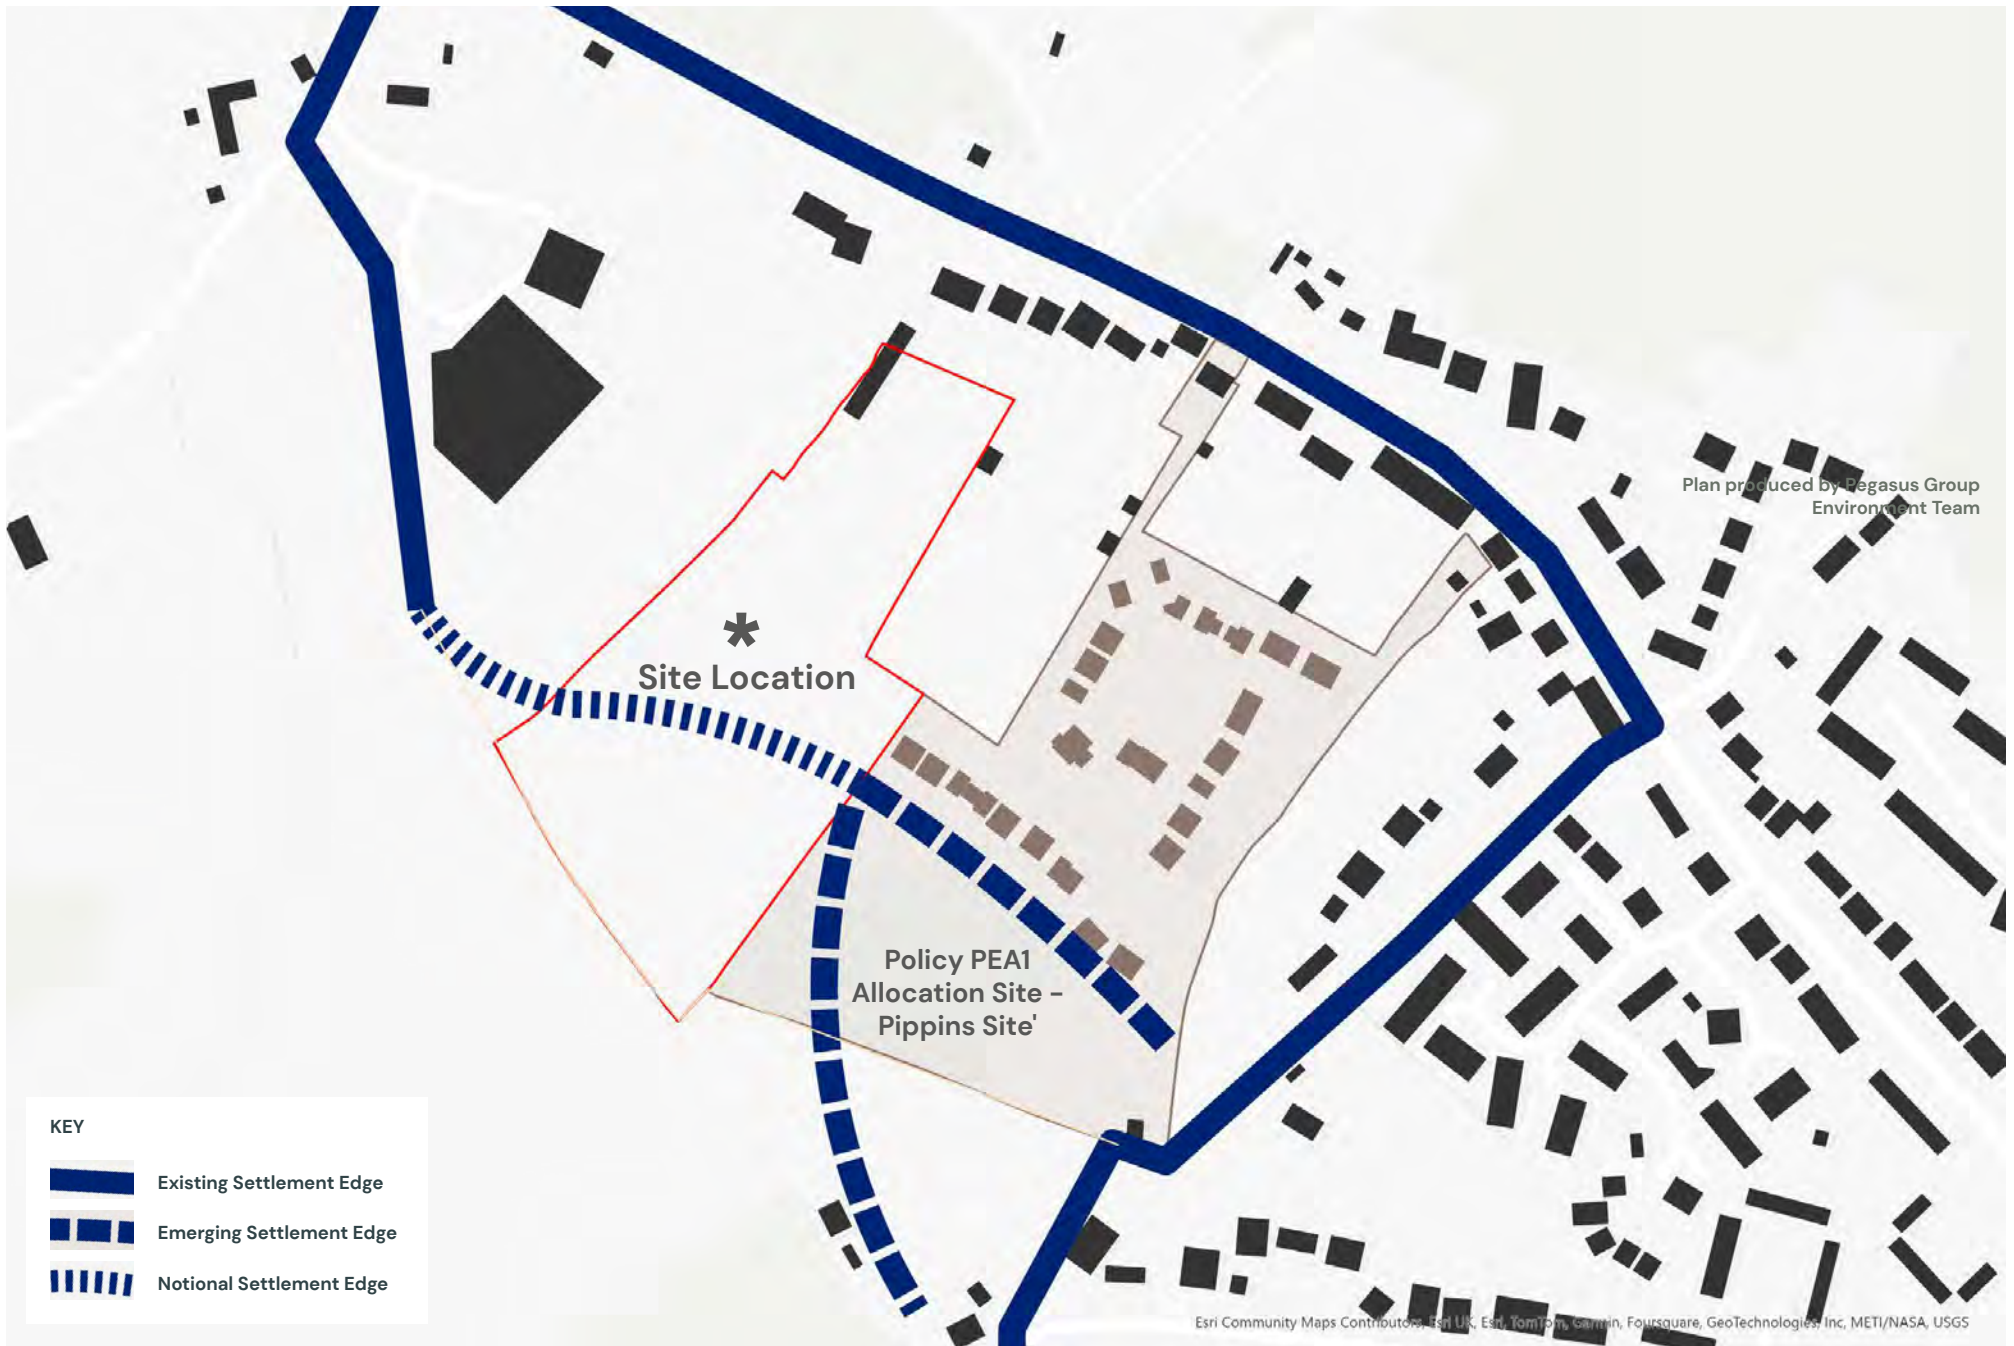 Plan produced by Pegasus Group
Environment Team
*
Site Location
Policy PEA1
Allocation Site -
Pippins Site'
KEY
Existing Settlement Edge
Emerging Settlement Edge
Notional Settlement Edge
Esri Community Maps Contributors, Esri UK, Esri, TomTom, Garmin, Foursquare, GeoTechnologies, Inc, METI/NASA, USGS